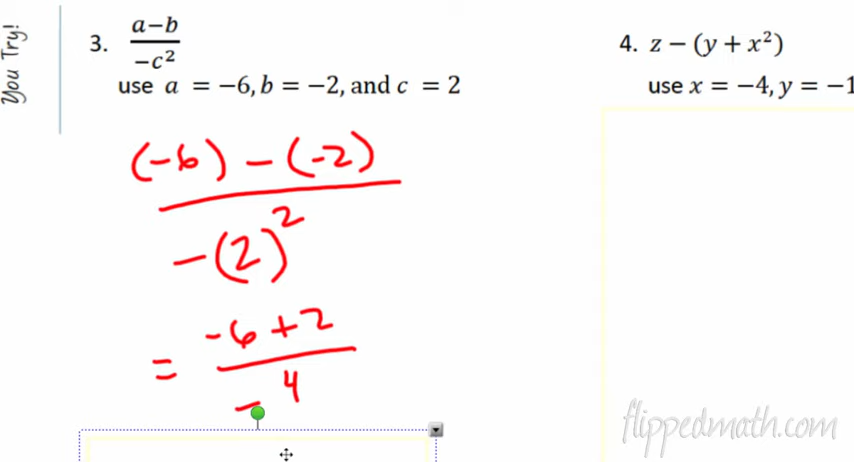 You Try!
3. a−b
−c²
use a = −6, b = −2, and c = 2
(-6) - (-2)
-(2)²
= -6 + 2
-4
4. z − (y + x²)
use x = −4, y = −1
flippedmath.com